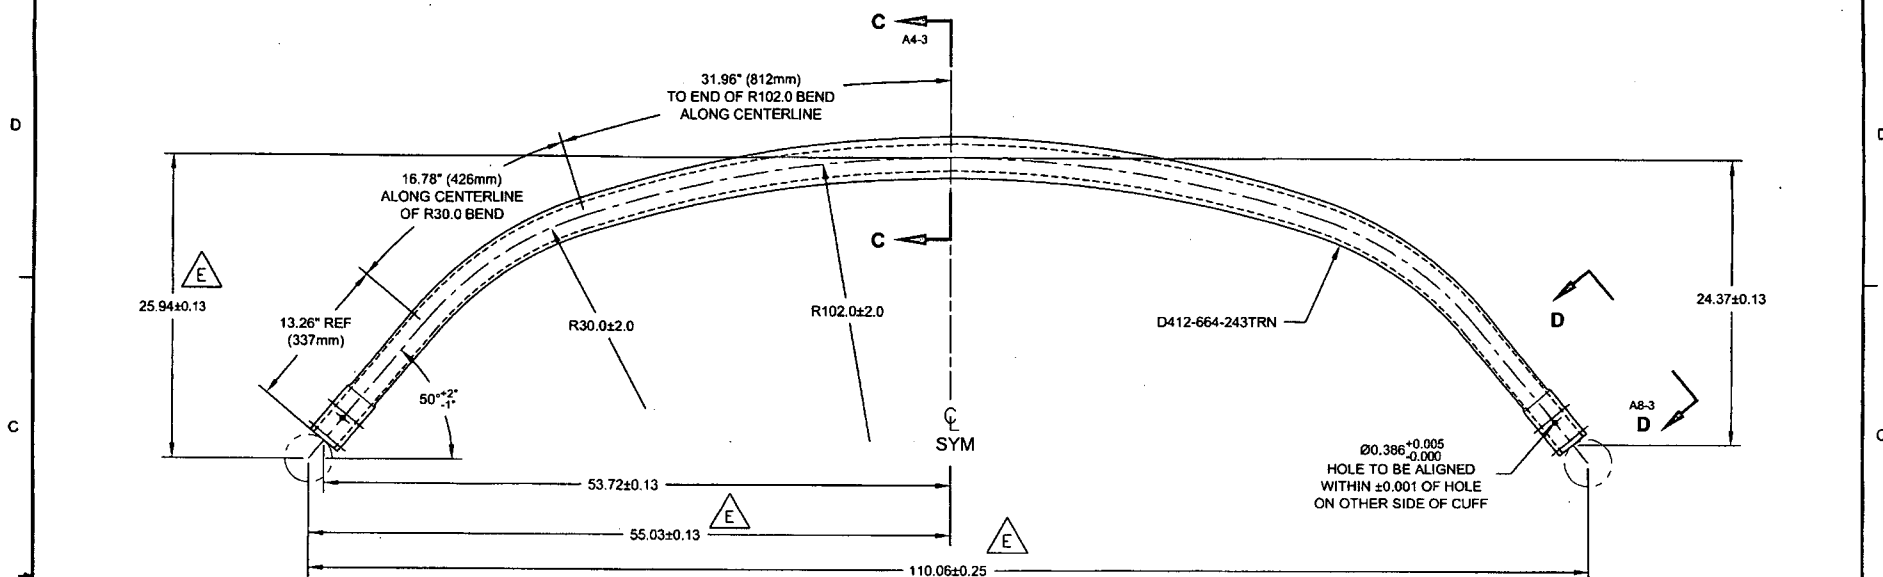 C
A4-3
31.96" (812mm)
TO END OF R102.0 BEND
ALONG CENTERLINE
D
D
16.78" (426mm)
ALONG CENTERLINE
OF R30.0 BEND
C
E
25.94±0.13
24.37±0.13
13.26" REF
(337mm)
R30.0±2.0
R102.0±2.0
D412-664-243TRN
D
50°+2°
-1°
A8-3
D
C
C
℄
SYM
Ø0.386+0.005
-0.000
HOLE TO BE ALIGNED
WITHIN ±0.001 OF HOLE
ON OTHER SIDE OF CUFF
53.72±0.13
E
55.03±0.13
E
110.06±0.25